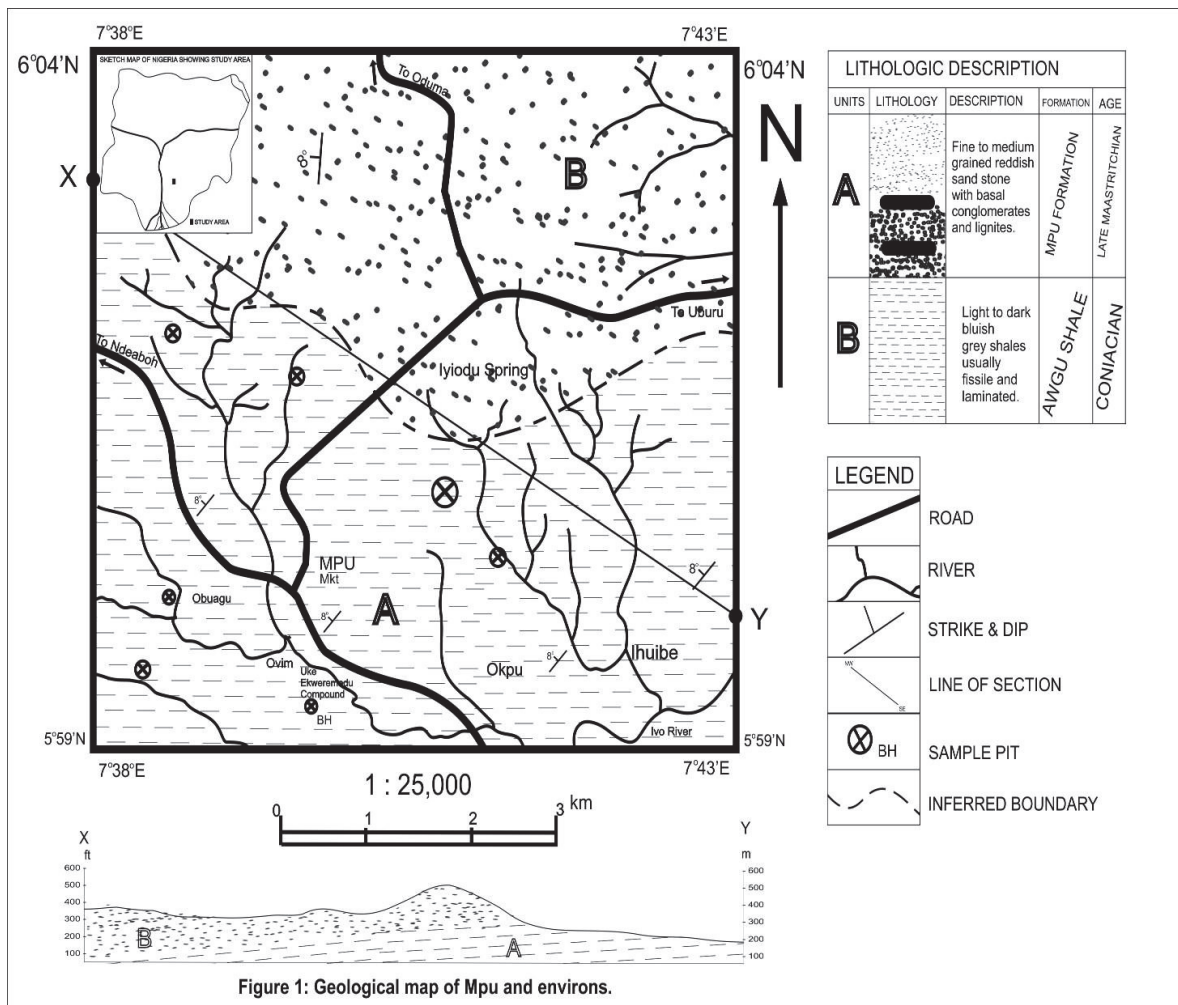 7°38°E
7°43'E
6°04'N
6°04'N
SKETCH MAP OF NIGERIA SHOWING STUDY AREA
STUDY AREA
To Oduma
N
8°
B
X
To Uburu
To Ndeaboh
Iyiodu Spring
8°
MPU
Mkt
8°
Obuagu
A
8°
Y
Ovim
Okpu
8°
Ihuibe
Uke
Ekweremadu
Compound
BH
Ivo River
5°59'N
5°59'N
7°38'E
7°43'E
LITHOLOGIC DESCRIPTION
UNITS LITHOLOGY DESCRIPTION FORMATION AGE
A
Fine to medium
grained reddish
sand stone
with basal
conglomerates
and lignites.
MPU FORMATION
LATE MAASTRITCHIAN
B
Light to dark
bluish
grey shales
usually
fissile and
laminated.
AWGU SHALE
CONIACIAN
LEGEND
ROAD
RIVER
STRIKE & DIP
NW
SE
LINE OF SECTION
BH
SAMPLE PIT
INFERRED BOUNDARY
1 : 25,000
0 1 2 3 km
X
ft
Y
m
600
500
400
300
200
100
600
500
400
300
200
100
B
A
Figure 1: Geological map of Mpu and environs.